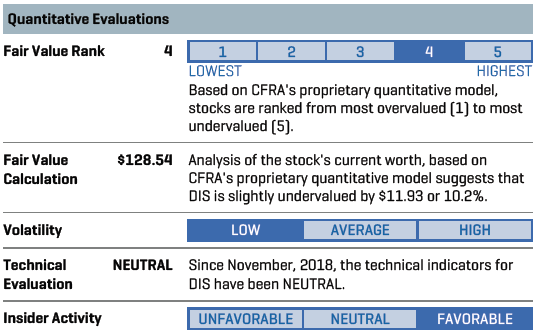 Quantitative Evaluations
Fair Value Rank 4 1 2 3 4 5
LOWEST HIGHEST
Based on CFRA's proprietary quantitative model,
stocks are ranked from most overvalued (1) to most
undervalued (5).
Fair Value $128.54 Analysis of the stock's current worth, based on
Calculation CFRA's proprietary quantitative model suggests that
DIS is slightly undervalued by $11.93 or 10.2%.
Volatility LOW AVERAGE HIGH
Technical NEUTRAL Since November, 2018, the technical indicators for
Evaluation DIS have been NEUTRAL.
Insider Activity UNFAVORABLE NEUTRAL FAVORABLE